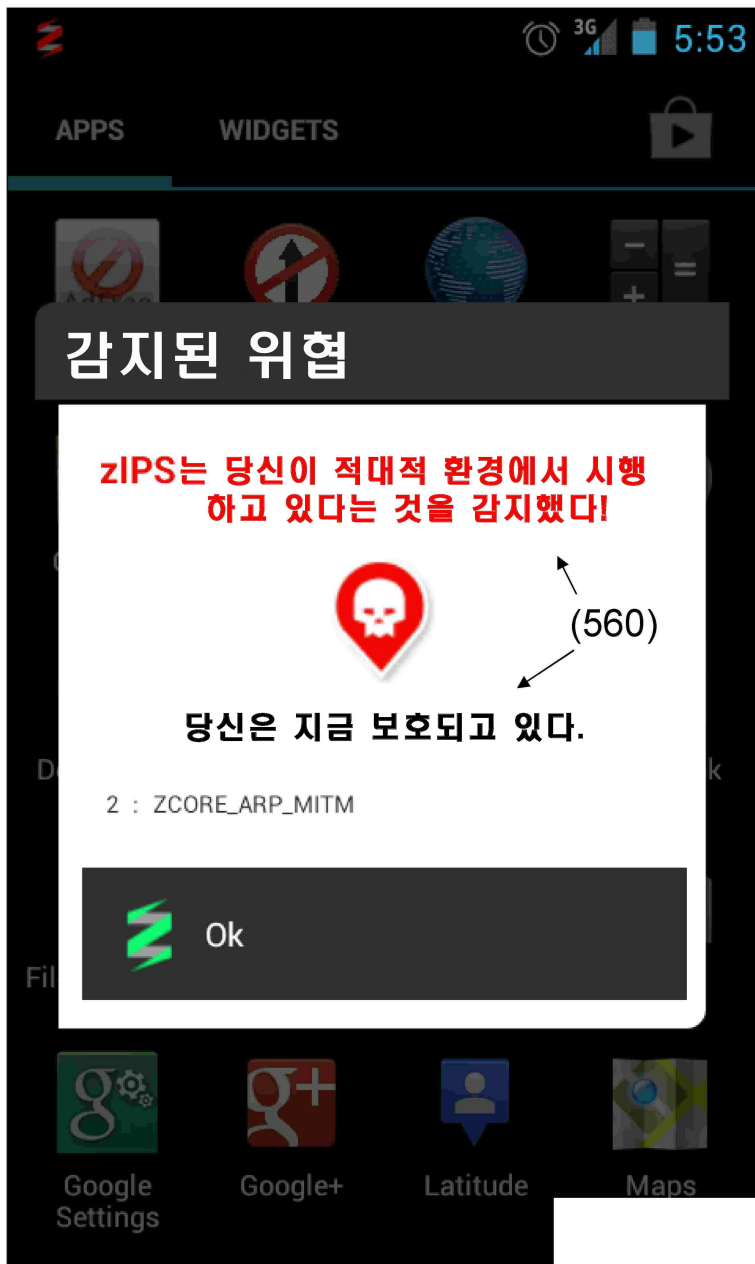 3G 5:53
APPS WIDGETS
감지된 위협
zIPS는 당신이 적대적 환경에서 시행
하고 있다는 것을 감지했다!
(560)
당신은 지금 보호되고 있다.
2 : ZCORE_ARP_MITM
Ok
Fil
Google Google+ Latitude Maps
Settings